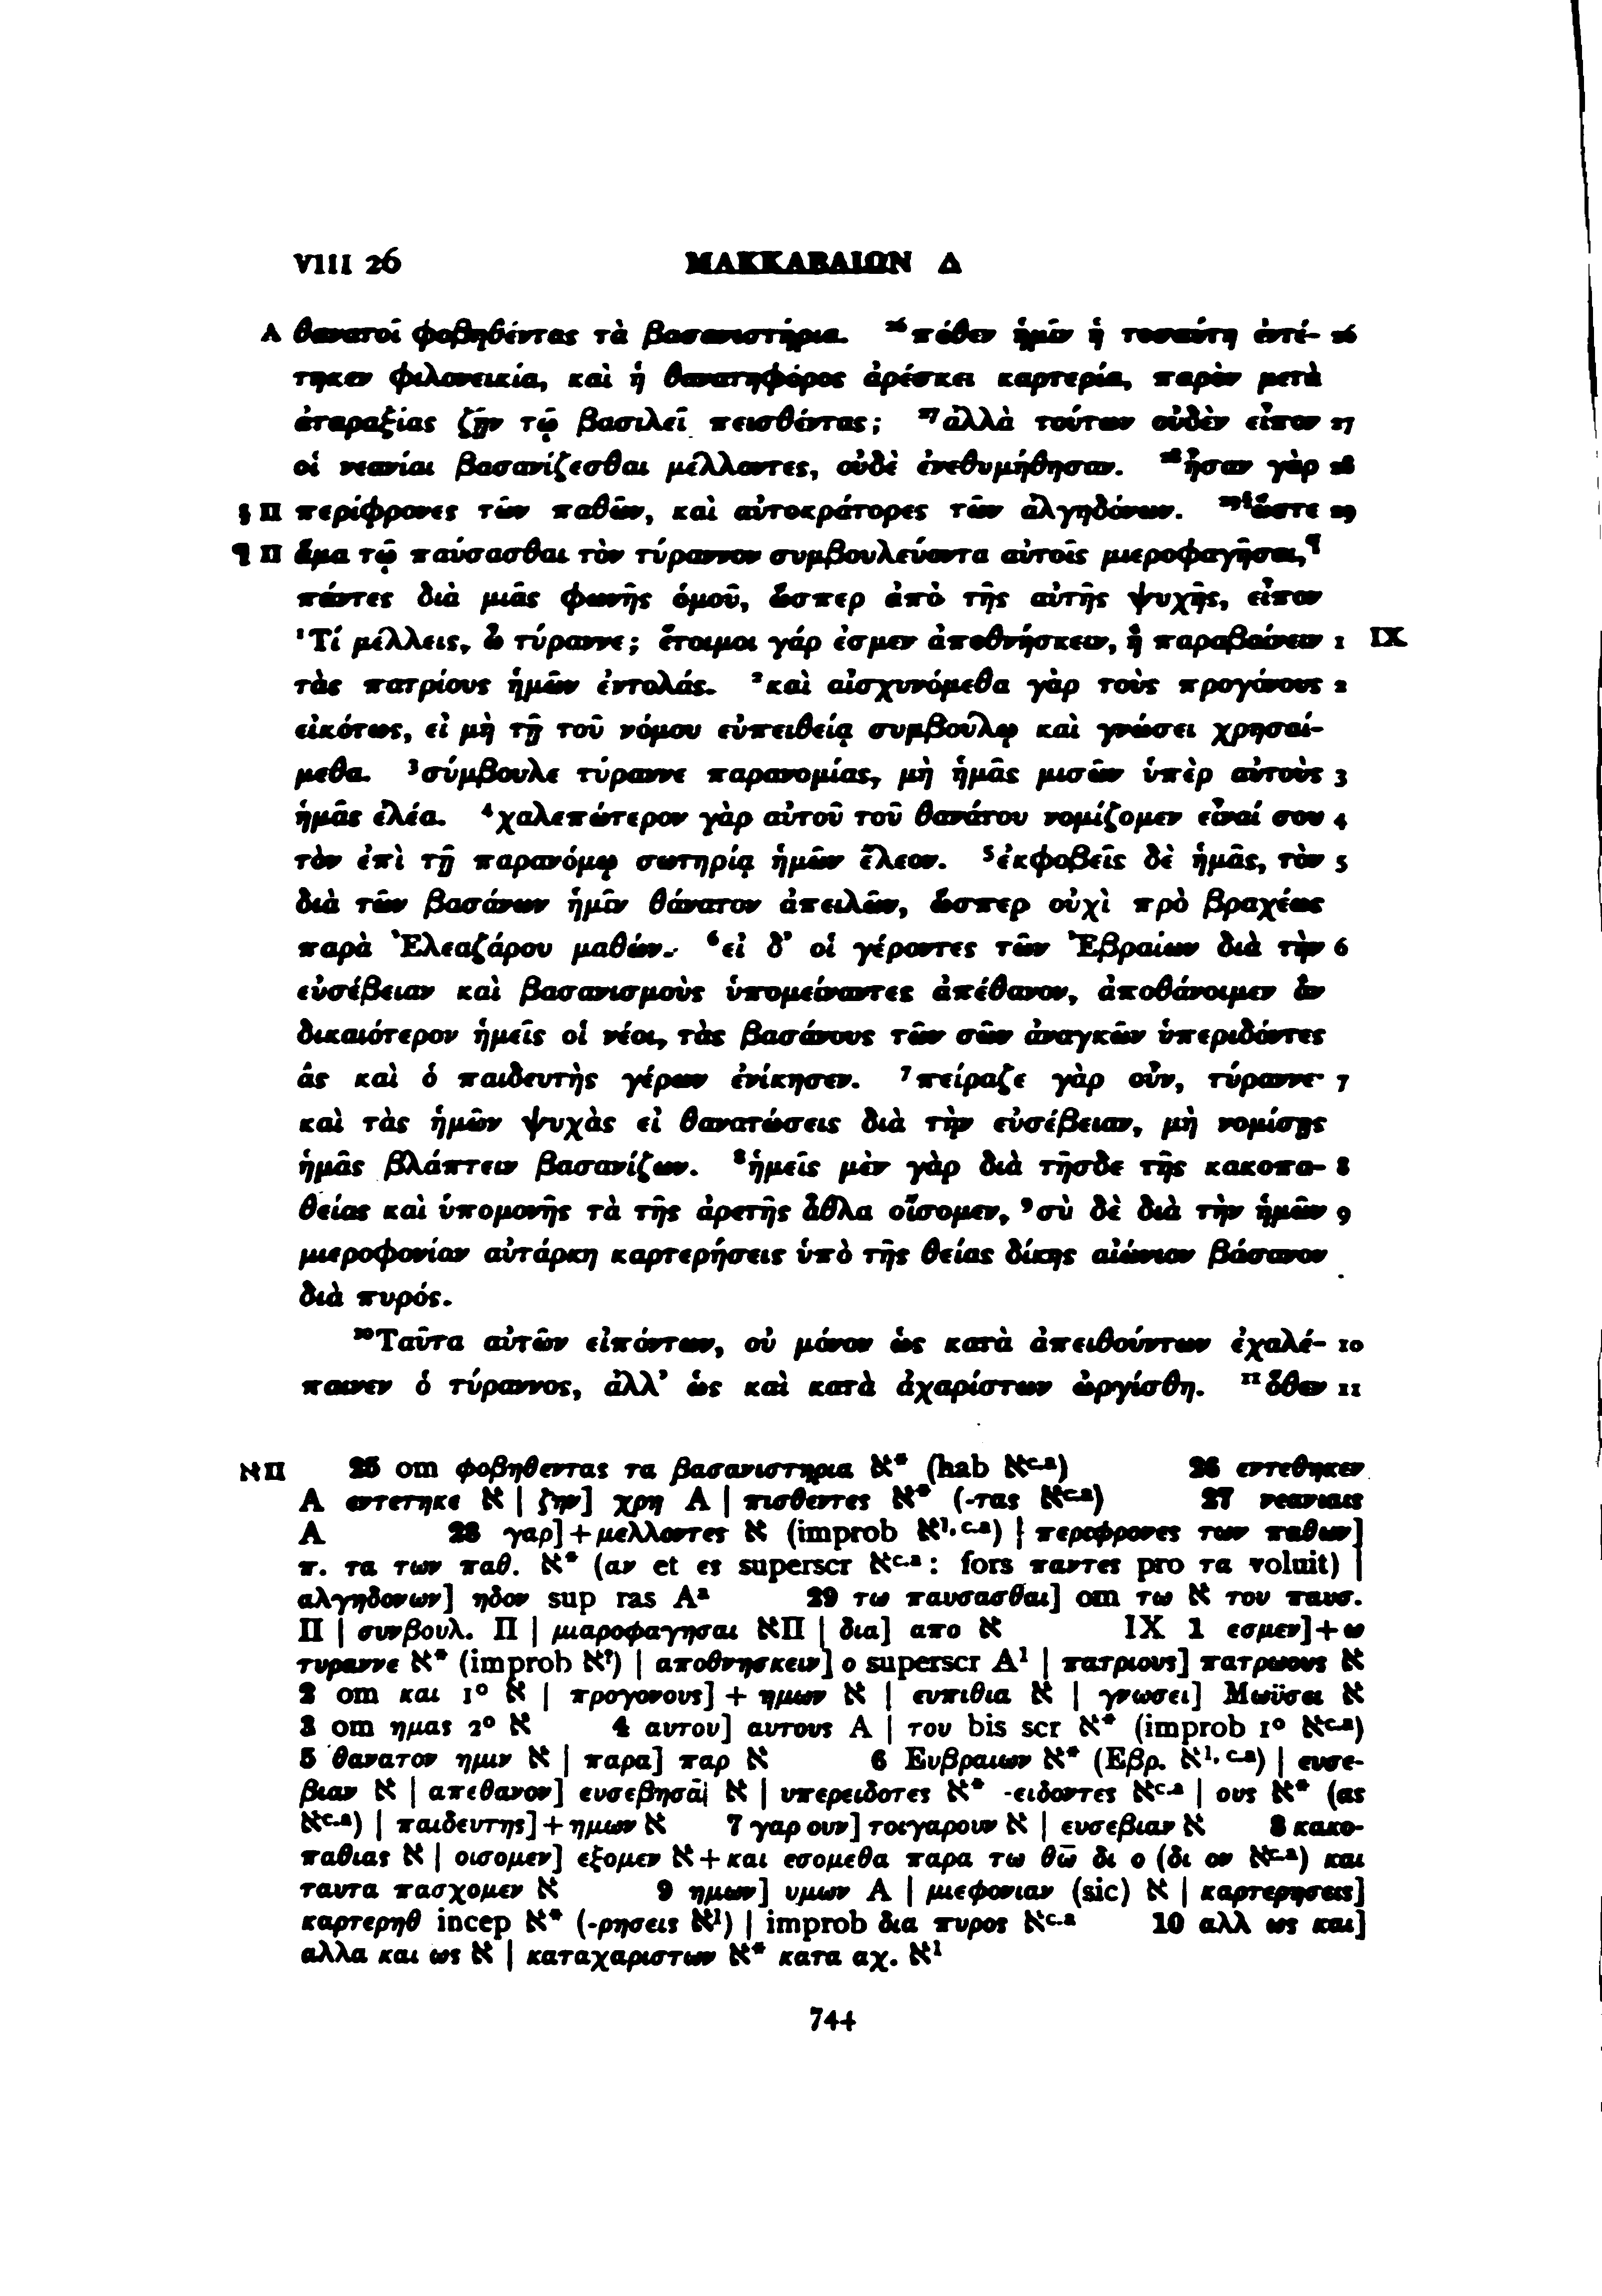 VIII 26 ΜΑΚΚΑΒΑΙΩΝ Δ
A θανατοῖ φοβηθέντας τὰ βασανιστήρια. ²⁶πόθεν ἡμῖν ἡ τοσαύτη ἐντέ- 26
τηκεν φιλονεικία, καὶ ἡ θανατηφόρος ἀρέσκει καρτερία, παρὸν μετὰ
ἀταραξίας ζῆν τῷ βασιλεῖ πεισθέντας; ²⁷ἀλλὰ τούτων οὐδὲν εἶπον 27
οἱ νεανίαι βασανίζεσθαι μέλλοντες, οὐδὲ ἐνεθυμήθησαν. ²⁸ἦσαν γὰρ 28
§ Π περίφρονες τῶν παθῶν, καὶ αὐτοκράτορες τῶν ἀλγηδόνων. ²⁹§ὥστε 29
¶ Π ἅμα τῷ παύσασθαι τὸν τύραννον συμβουλεύοντα αὐτοῖς μιεροφαγῆσαι,¶
πάντες διὰ μιᾶς φωνῆς ὁμοῦ, ὥσπερ ἀπὸ τῆς αὐτῆς ψυχῆς, εἶπον
¹Τί μέλλεις, ὦ τύραννε; ἕτοιμοι γάρ ἐσμεν ἀποθνήσκειν, ἢ παραβαίνειν 1 IX
τὰς πατρίους ἡμῶν ἐντολάς. ²καὶ αἰσχυνόμεθα γὰρ τοὺς προγόνους 2
εἰκότως, εἰ μὴ τῇ τοῦ νόμου εὐπειθείᾳ συμβούλῳ καὶ γνώσει χρησαί-
μεθα. ³σύμβουλε τύραννε παρανομίας, μὴ ἡμᾶς μισῶν ὑπὲρ αὐτοὺς 3
ἡμᾶς ἐλέα. ⁴χαλεπώτερον γὰρ αὐτοῦ τοῦ θανάτου νομίζομεν εἶναί σου 4
τὸν ἐπὶ τῇ παρανόμῳ σωτηρίᾳ ἡμῶν ἔλεον. ⁵ἐκφοβεῖς δὲ ἡμᾶς, τὸν 5
διὰ τῶν βασάνων ἡμῖν θάνατον ἀπειλῶν, ὥσπερ οὐχὶ πρὸ βραχέως
παρὰ Ἐλεαζάρου μαθών. ⁶εἰ δ’ οἱ γέροντες τῶν Ἑβραίων διὰ τὴν 6
εὐσέβειαν καὶ βασανισμοὺς ὑπομείναντες ἀπέθανον, ἀποθάνοιμεν ἂν
δικαιότερον ἡμεῖς οἱ νέοι, τὰς βασάνους τῶν σῶν ἀναγκῶν ὑπεριδόντες
ἃς καὶ ὁ παιδευτὴς γέρων ἐνίκησεν. ⁷πείραζε γὰρ οὖν, τύραννε· 7
καὶ τὰς ἡμῶν ψυχὰς εἰ θανατώσεις διὰ τὴν εὐσέβειαν, μὴ νομίσῃς
ἡμᾶς βλάπτειν βασανίζων. ⁸ἡμεῖς μὲν γὰρ διὰ τῆσδε τῆς κακοπα- 8
θείας καὶ ὑπομονῆς τὰ τῆς ἀρετῆς ἆθλα οἴσομεν, ⁹σὺ δὲ διὰ τὴν ἡμῶν 9
μιεροφονίαν αὐτάρκη καρτερήσεις ὑπὸ τῆς θείας δίκης αἰώνιον βάσανον
διὰ πυρός.
¹⁰Ταῦτα αὐτῶν εἰπόντων, οὐ μόνον ὡς κατὰ ἀπειθούντων ἐχαλέ- 10
παινεν ὁ τύραννος, ἀλλ’ ὡς καὶ κατὰ ἀχαρίστων ὠργίσθη. ¹¹ὅθεν 11
אΠ 25 om φοβηθεντας τα βασανιστηρια א* (hab אᶜ·ᵃ) 26 εντεθηκεν
A εντετηκε א | ζην] χρη A | πισθεντες א* (-τας אᶜ·ᵃ) 27 νεανιαις
A 28 γαρ]+μελλοντες א (improb א¹·ᶜ·ᵃ) | περιφρονες των παθων]
π. τα των παθ. א* (αν et ες superscr אᶜ·ᵃ: fors παντες pro τα voluit) |
αλγηδονων] ηδον sup ras Aᵃ 29 τω παυσασθαι] om τω א του παυσ.
Π | συνβουλ. Π | μιαροφαγησαι אΠ | δια] απο א IX 1 εσμεν]+ω
τυραννε א* (improb א?) | αποθνησκειν] ο superscr A¹ | πατριους] πατρωους א
2 om και 1° א | προγονους]+ ημων א | ευπιθια א | γνωσει] Μωϋσει א
3 om ημας 2° א 4 αυτου] αυτους A | του bis scr א* (improb 1° אᶜ·ᵃ)
5 θανατον ημιν א | παρα] παρ א 6 Ευβραιων א* (Εβρ. א¹·ᶜ·ᵃ) | ευσε-
βιαν א | απεθανον] ευσεβησᾱ| א | υπερειδοτες א* -ειδοντες אᶜ·ᵃ | ους א* (ας
אᶜ·ᵃ) | παιδευτης]+ημων א 7 γαρ ουν] τοιγαρουν א | ευσεβιαν א 8 κακο-
παθιας א | οισομεν] εξομεν א+και εσομεθα παρα τω θω̄ δι ο (δι ον אᶜ·ᵃ) και
ταυτα πασχομεν א 9 ημων] υμων A | μιεφονιαν (sic) א | καρτερησεις]
καρτερηθ incep א* (-ρησεις א¹) | improb δια πυρος אᶜ·ᵃ 10 αλλ ως και]
αλλα και ως א | καταχαριστων א* κατα αχ. א¹
744